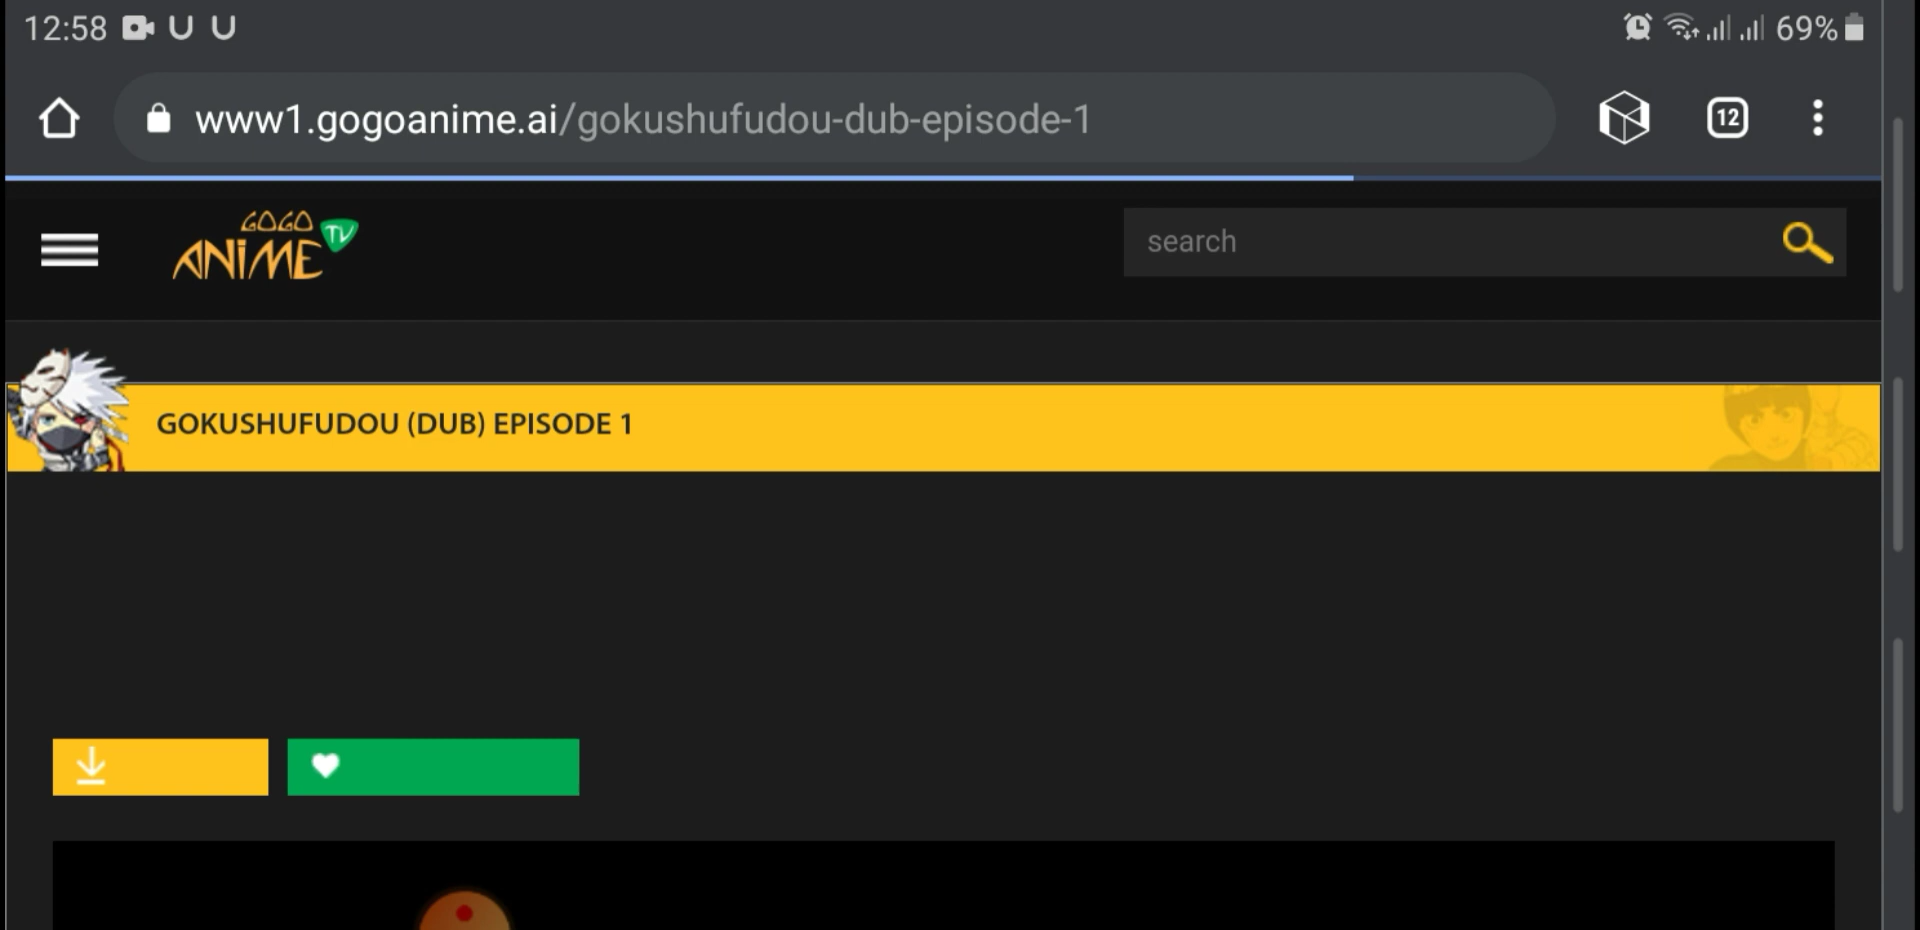 12:58 U U 69%
www1.gogoanime.ai/gokushufudou-dub-episode-1 12
GOGO
ANIME TV
search
GOKUSHUFUDOU (DUB) EPISODE 1